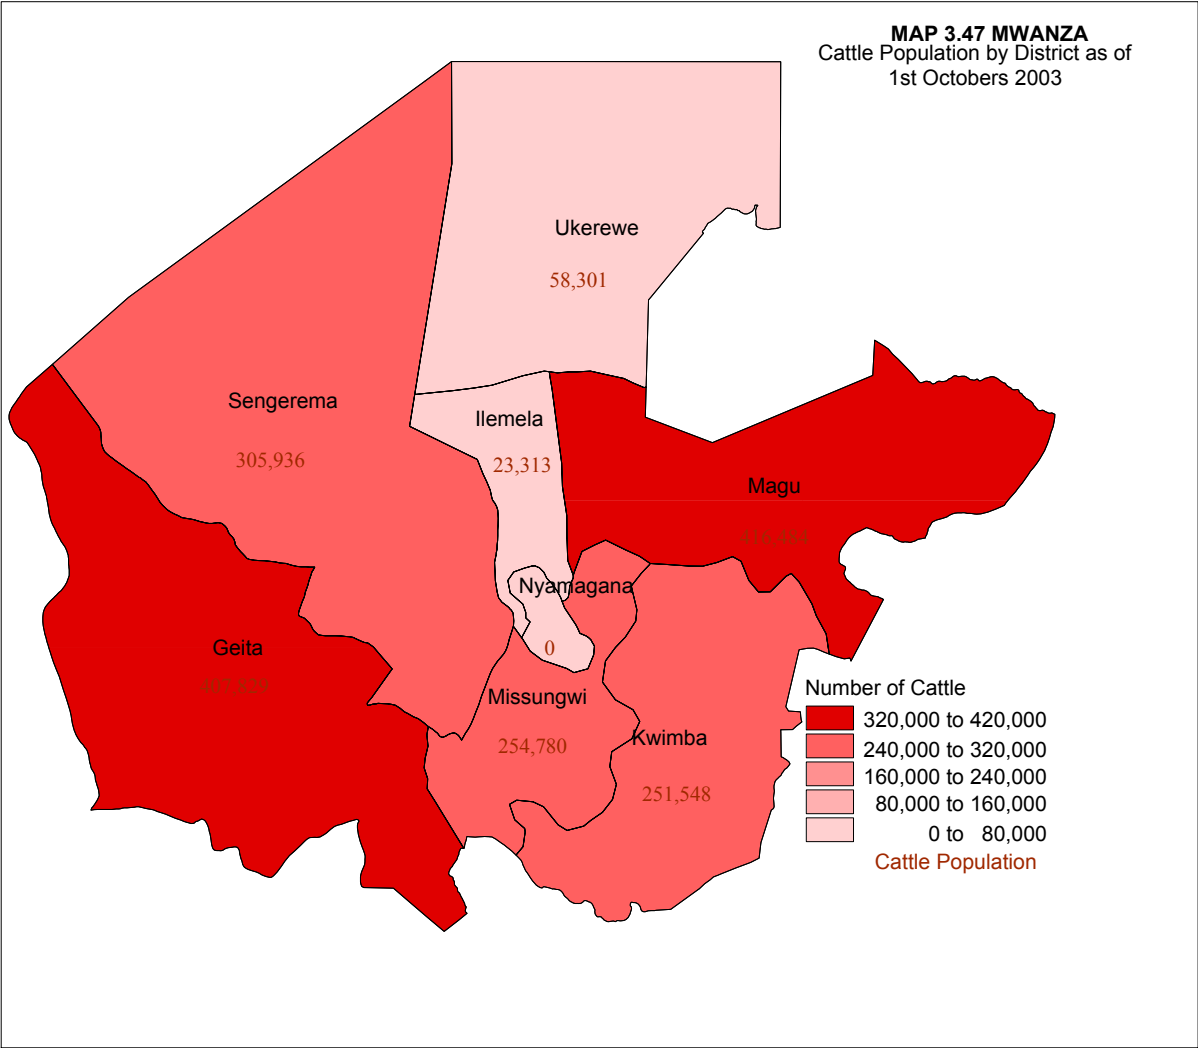 MAP 3.47 MWANZA
Cattle Population by District as of
1st Octobers 2003
Ukerewe
58,301
Sengerema
305,936
Ilemela
23,313
Magu
Nyamagana
0
Geita
Missungwi
254,780
Kwimba
251,548
Number of Cattle
320,000 to 420,000
240,000 to 320,000
160,000 to 240,000
80,000 to 160,000
0 to 80,000
Cattle Population